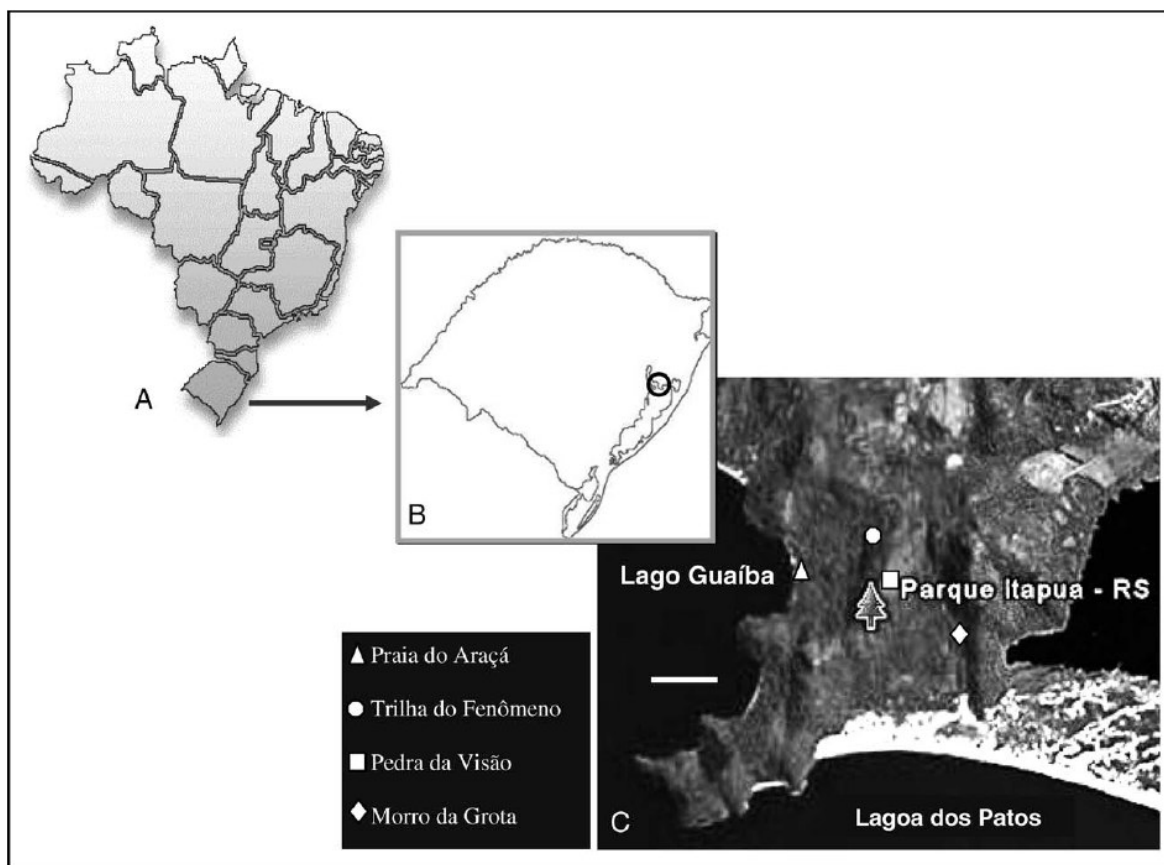 A
B
Lago Guaíba
Parque Itapua - RS
Praia do Araçá
Trilha do Fenômeno
Pedra da Visão
Morro da Grota
C
Lagoa dos Patos